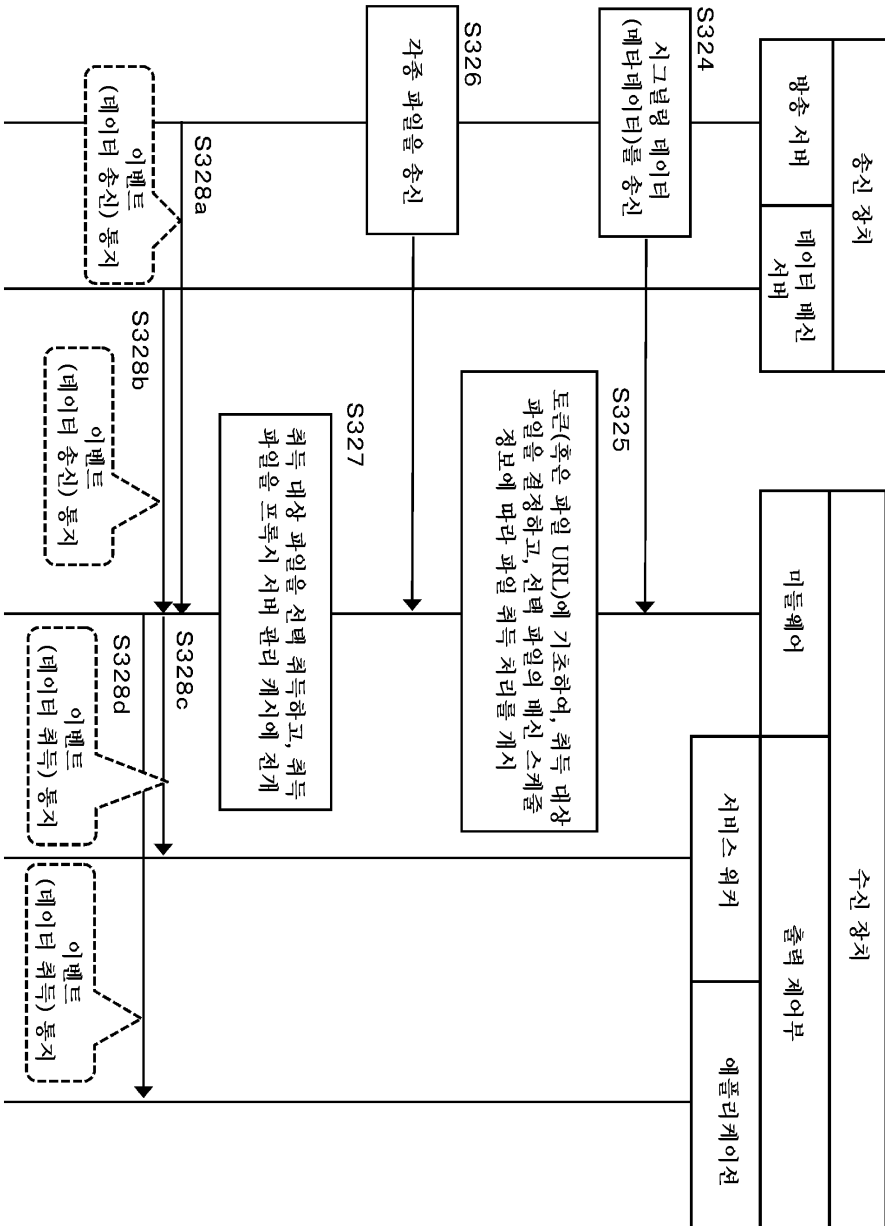 송신 장치
수신 장치
방송 서버
데이터 배신
서버
미들웨어
출력 제어부
서비스 워커
애플리케이션
S324
시그널링 데이터
(메타데이터)를 송신
S325
토큰(혹은 파일 URL)에 기초하여, 취득 대상
파일을 결정하고, 선택 파일의 배신 스케줄
정보에 따라 파일 취득 처리를 개시
S326
각종 파일을 송신
S327
취득 대상 파일을 선택 취득하고, 취득
파일을 프록시 서버 관리 캐시에 전개
S328a
이벤트
(데이터 송신) 통지
S328b
이벤트
(데이터 송신) 통지
S328c
이벤트
(데이터 취득) 통지
S328d
이벤트
(데이터 취득) 통지